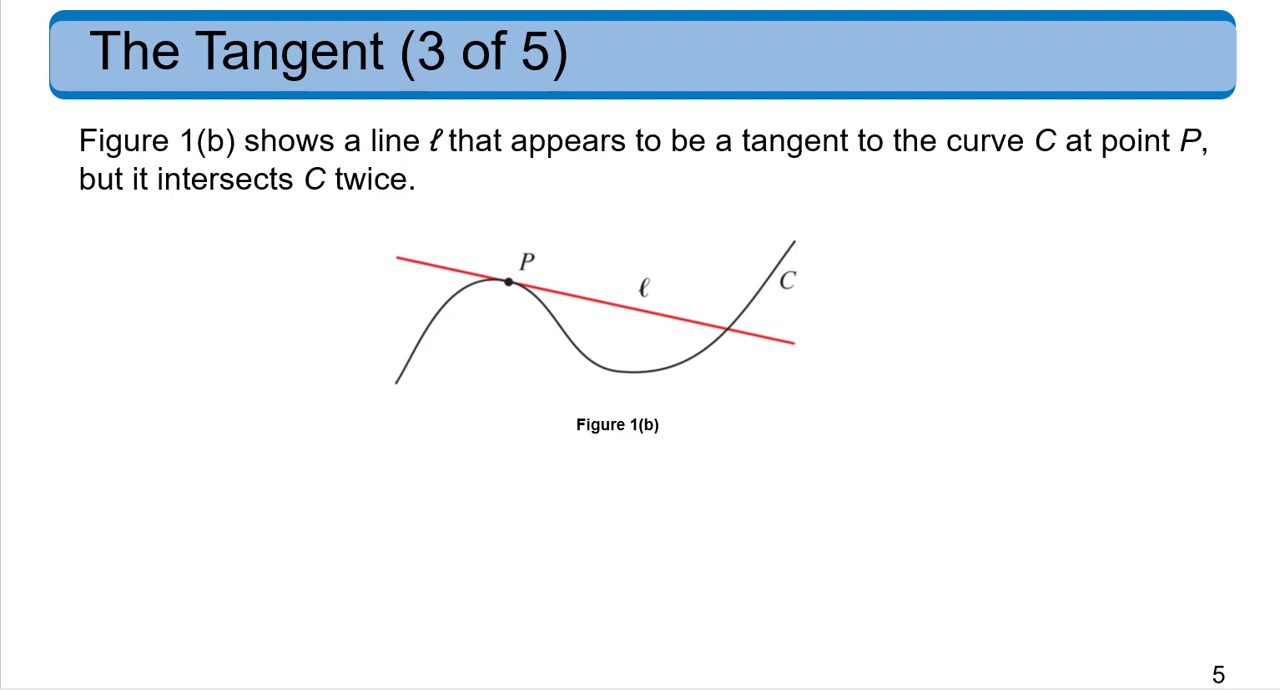 The Tangent (3 of 5)
Figure 1(b) shows a line ℓ that appears to be a tangent to the curve C at point P,
but it intersects C twice.
P
ℓ
C
Figure 1(b)
5